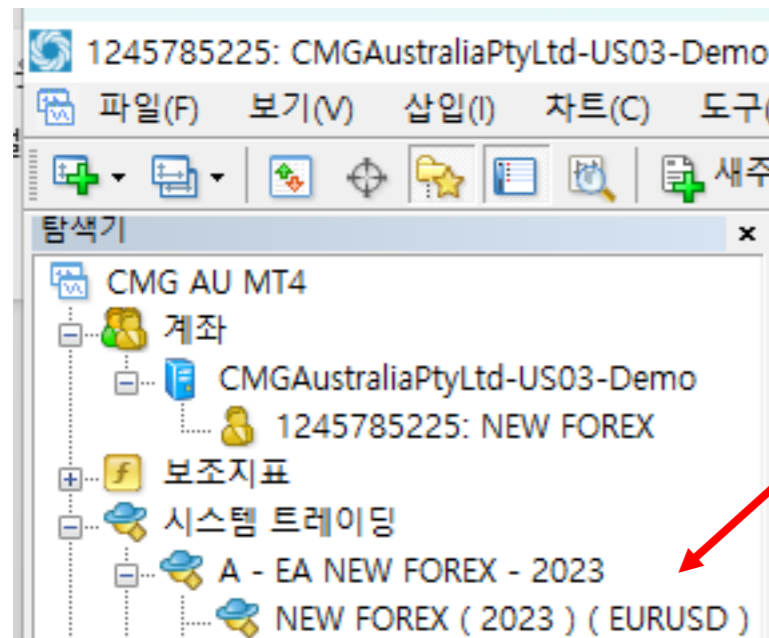 1245785225: CMGAustraliaPtyLtd-US03-Demo
파일(F) 보기(V) 삽입(I) 차트(C) 도구(
새주
탐색기
CMG AU MT4
계좌
CMGAustraliaPtyLtd-US03-Demo
1245785225: NEW FOREX
보조지표
시스템 트레이딩
A - EA NEW FOREX - 2023
NEW FOREX ( 2023 ) ( EURUSD )